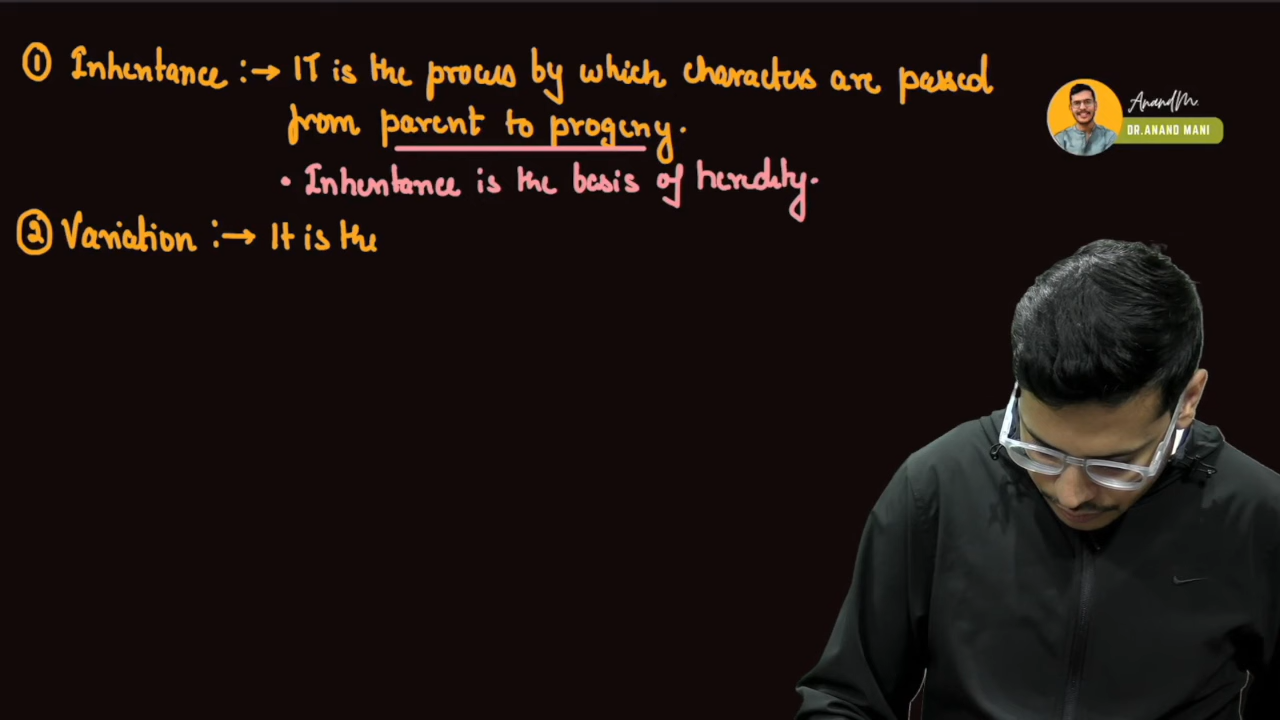 ① Inheritance :→ IT is the process by which characters are passed
from parent to progeny.
• Inheritance is the basis of heredity.
② Variation :→ It is the
AnandM.
DR.ANAND MANI